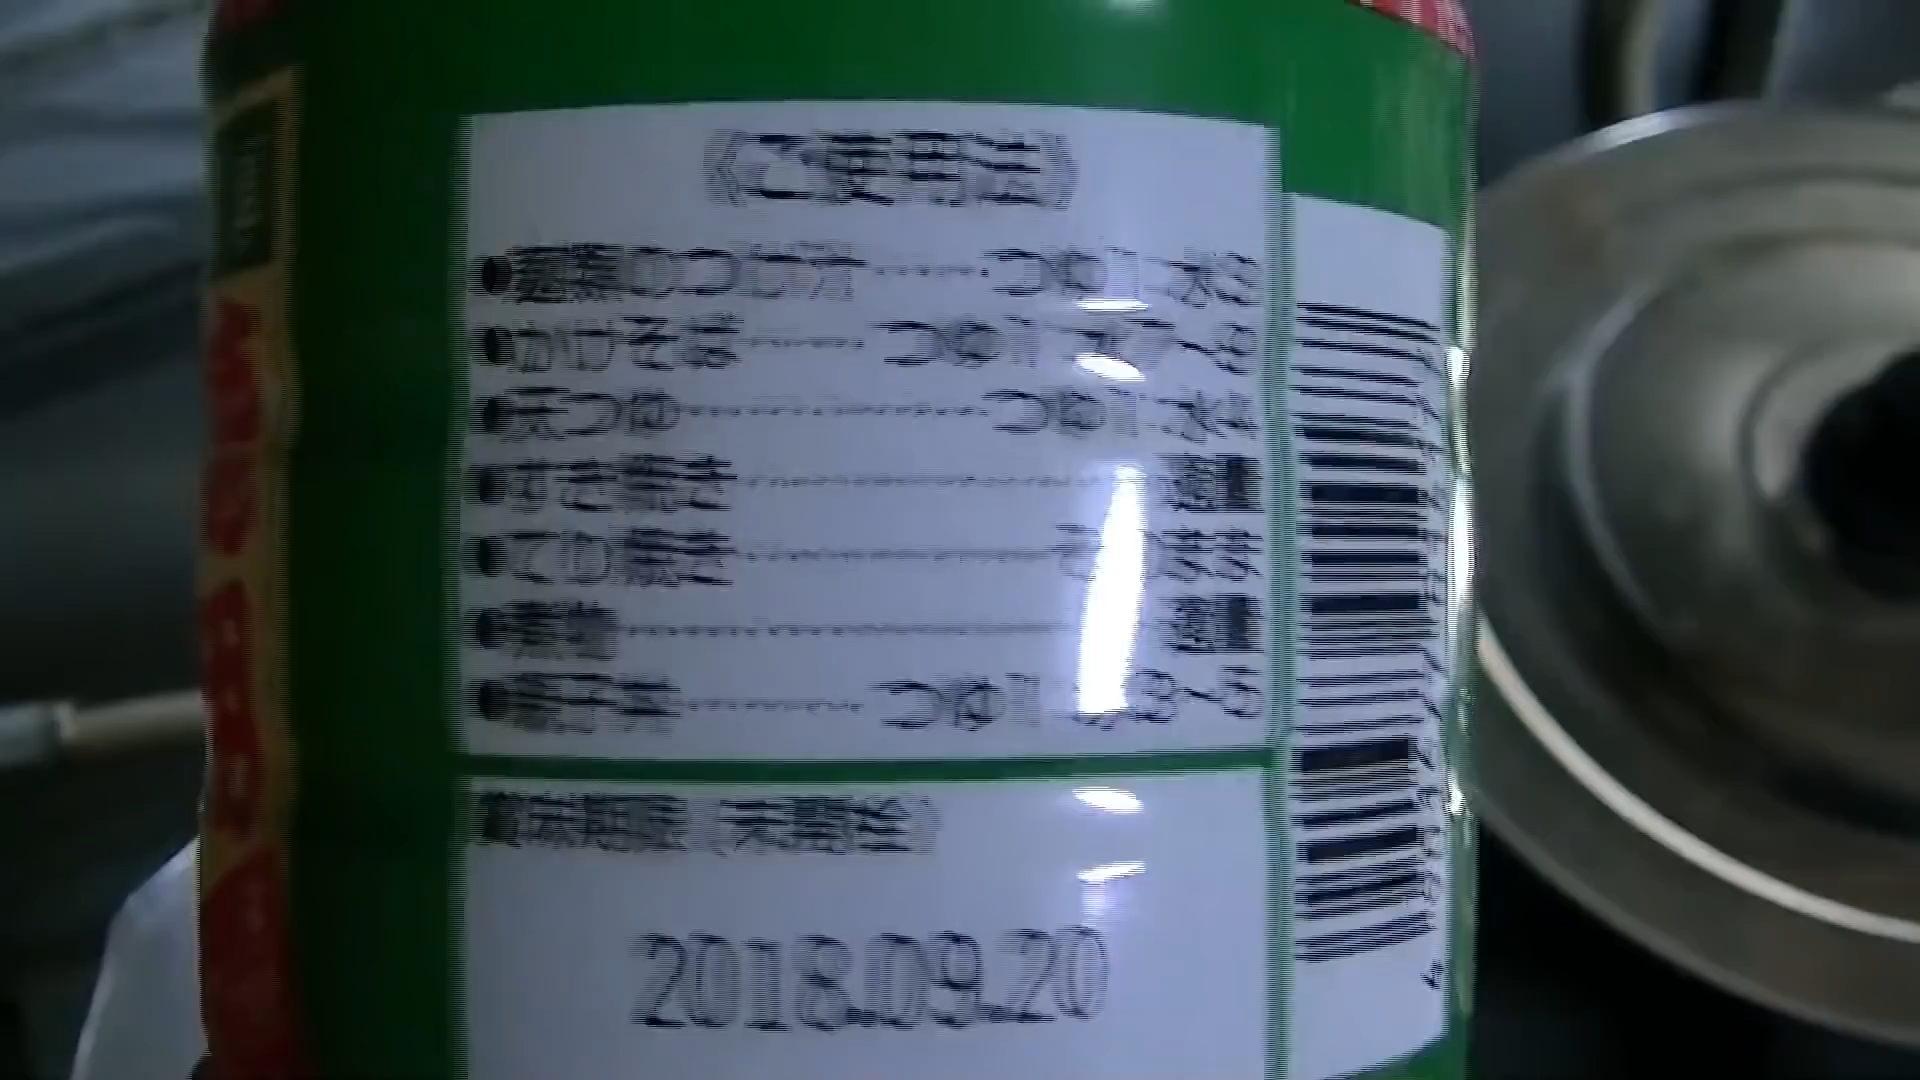 《ご使用法》
●麺類のつけ汁……つゆ1:水3
●かけそば……つゆ1:水7~8
●天つゆ…………つゆ1:水4
●すき焼き…………適量
●てり焼き…………そのまま
●煮物…………適量
●親子丼……つゆ1:水3~5
賞味期限(未開栓)
2018.09.20